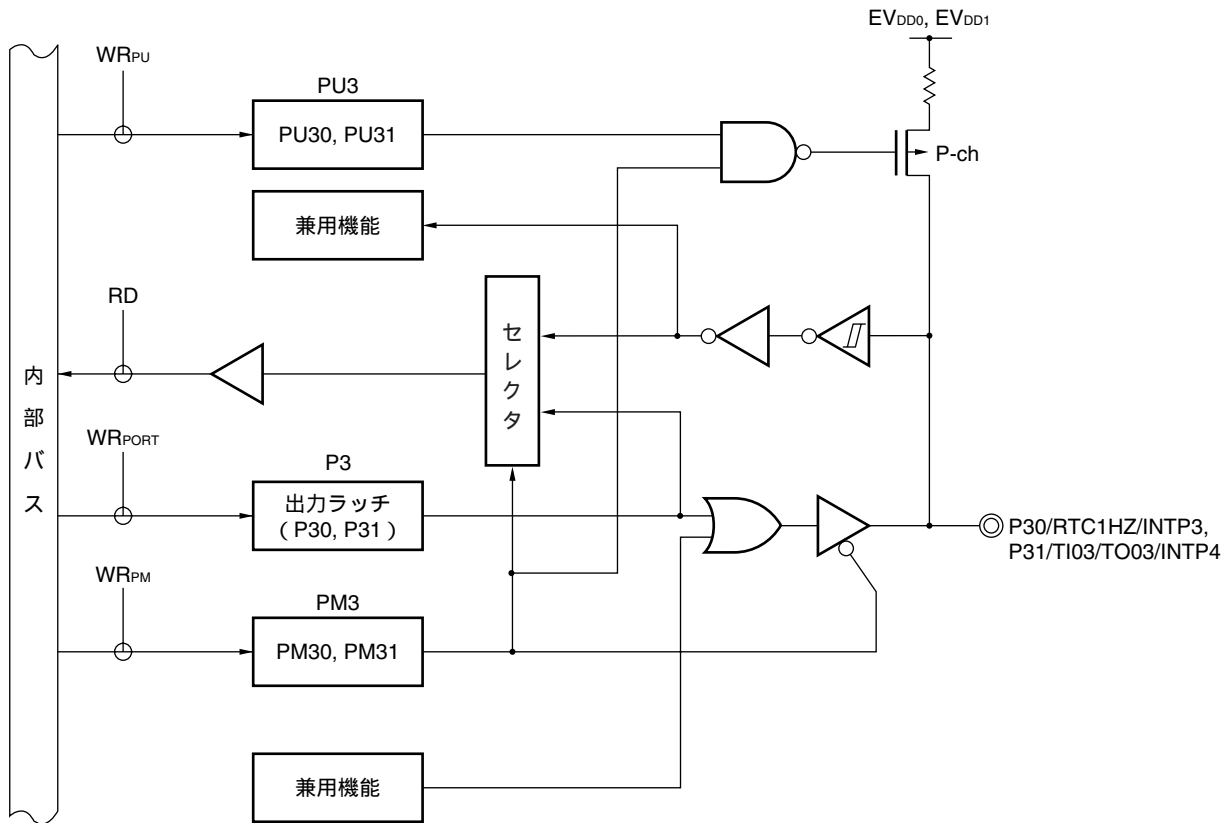 EVDD0, EVDD1
WRPU
PU3
PU30, PU31
P-ch
兼用機能
RD
セレクタ
内部バス
WRPORT
P3
出力ラッチ
( P30, P31 )
P30/RTC1HZ/INTP3,
P31/TI03/TO03/INTP4
WRPM
PM3
PM30, PM31
兼用機能